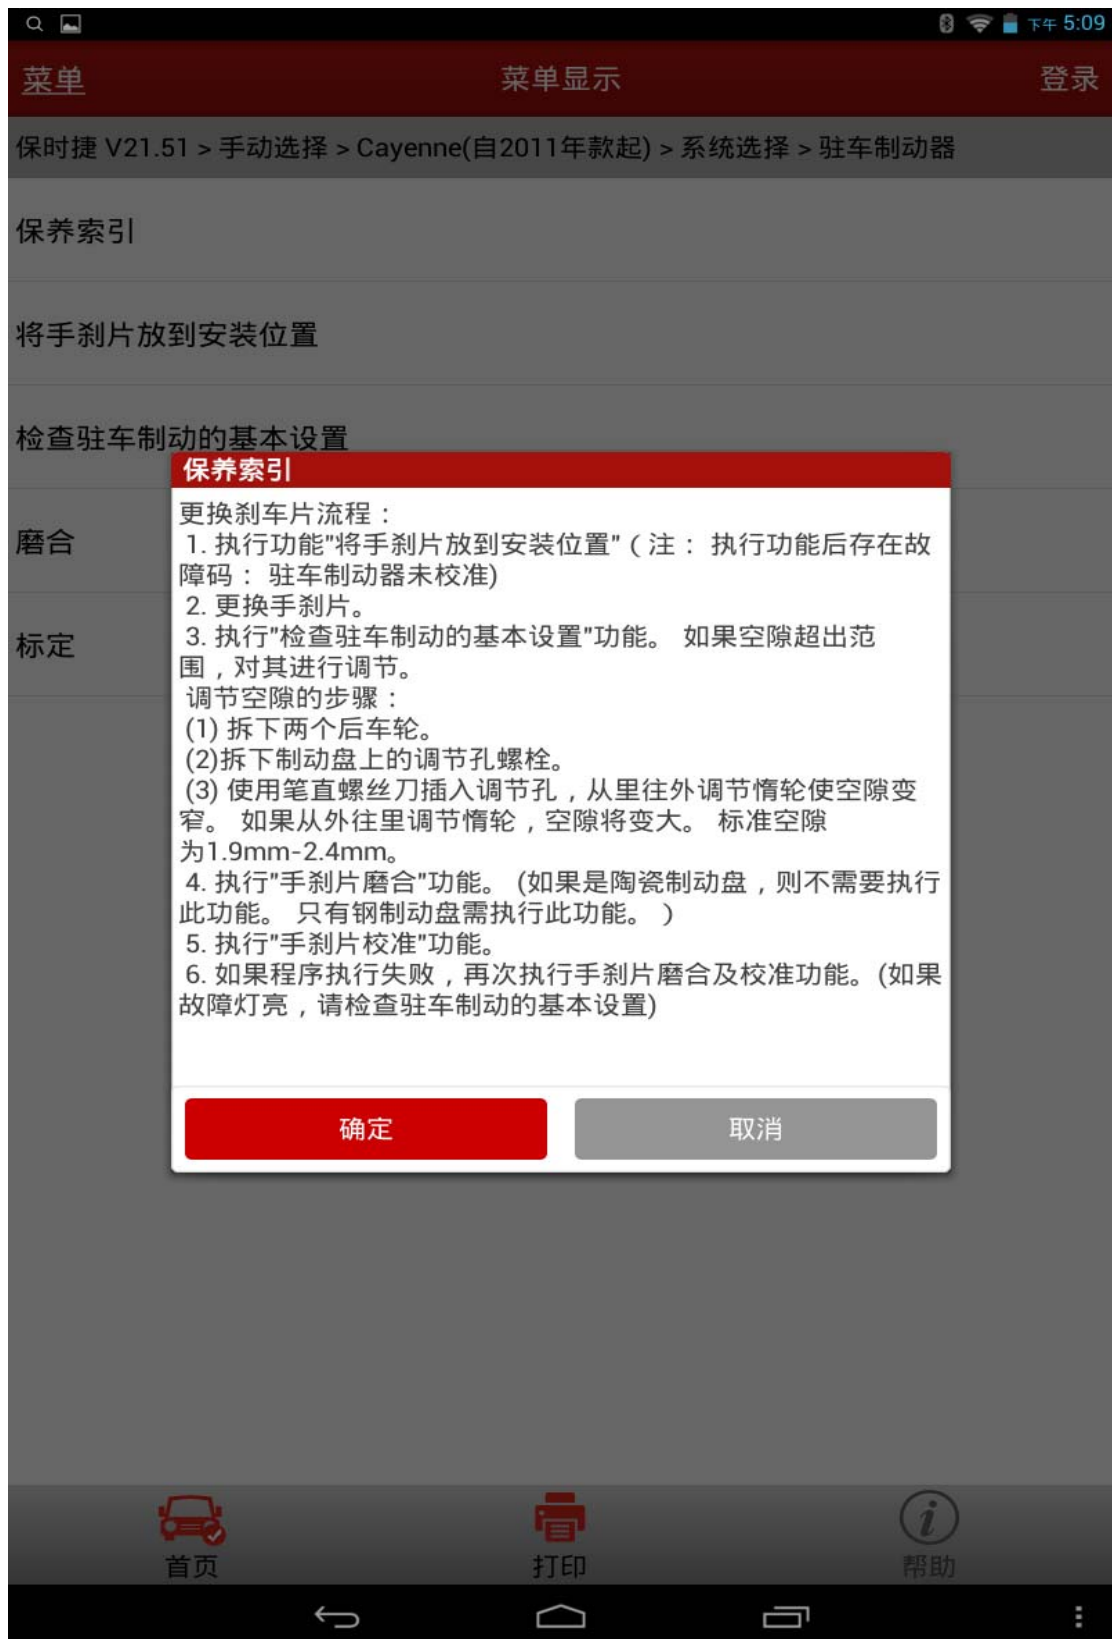 下午 5:09
菜单 菜单显示 登录
保时捷 V21.51 > 手动选择 > Cayenne(自2011年款起) > 系统选择 > 驻车制动器
保养索引
将手刹片放到安装位置
检查驻车制动的基本设置
磨合
标定
保养索引
更换刹车片流程：
1. 执行功能"将手刹片放到安装位置"（注： 执行功能后存在故
障码： 驻车制动器未校准)
2. 更换手刹片。
3. 执行"检查驻车制动的基本设置"功能。 如果空隙超出范
围，对其进行调节。
调节空隙的步骤：
(1) 拆下两个后车轮。
(2)拆下制动盘上的调节孔螺栓。
(3) 使用笔直螺丝刀插入调节孔，从里往外调节惰轮使空隙变
窄。 如果从外往里调节惰轮，空隙将变大。 标准空隙
为1.9mm-2.4mm。
4. 执行"手刹片磨合"功能。 (如果是陶瓷制动盘，则不需要执行
此功能。 只有钢制动盘需执行此功能。 ）
5. 执行"手刹片校准"功能。
6. 如果程序执行失败，再次执行手刹片磨合及校准功能。(如果
故障灯亮，请检查驻车制动的基本设置)
确定 取消
首页 打印 帮助